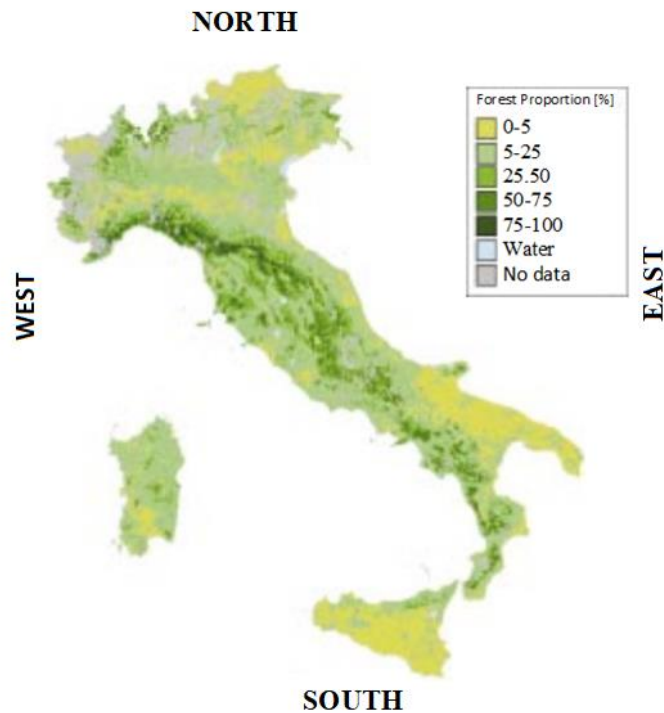 NORTH
Forest Proportion [%]
0-5
5-25
25.50
50-75
75-100
Water
No data
WEST
EAST
SOUTH